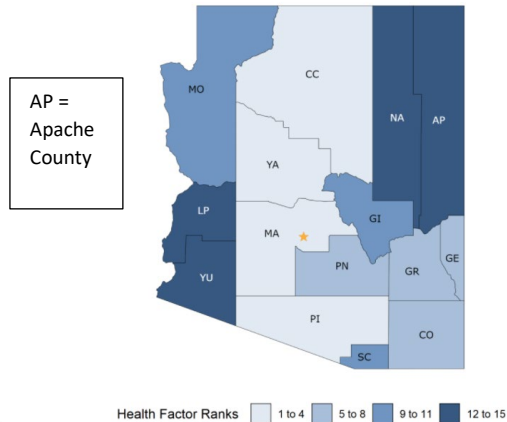 AP =
Apache
County
CC
MO
NA
AP
YA
LP
GI
MA
GE
PN
GR
YU
PI
CO
SC
Health Factor Ranks 1 to 4 5 to 8 9 to 11 12 to 15